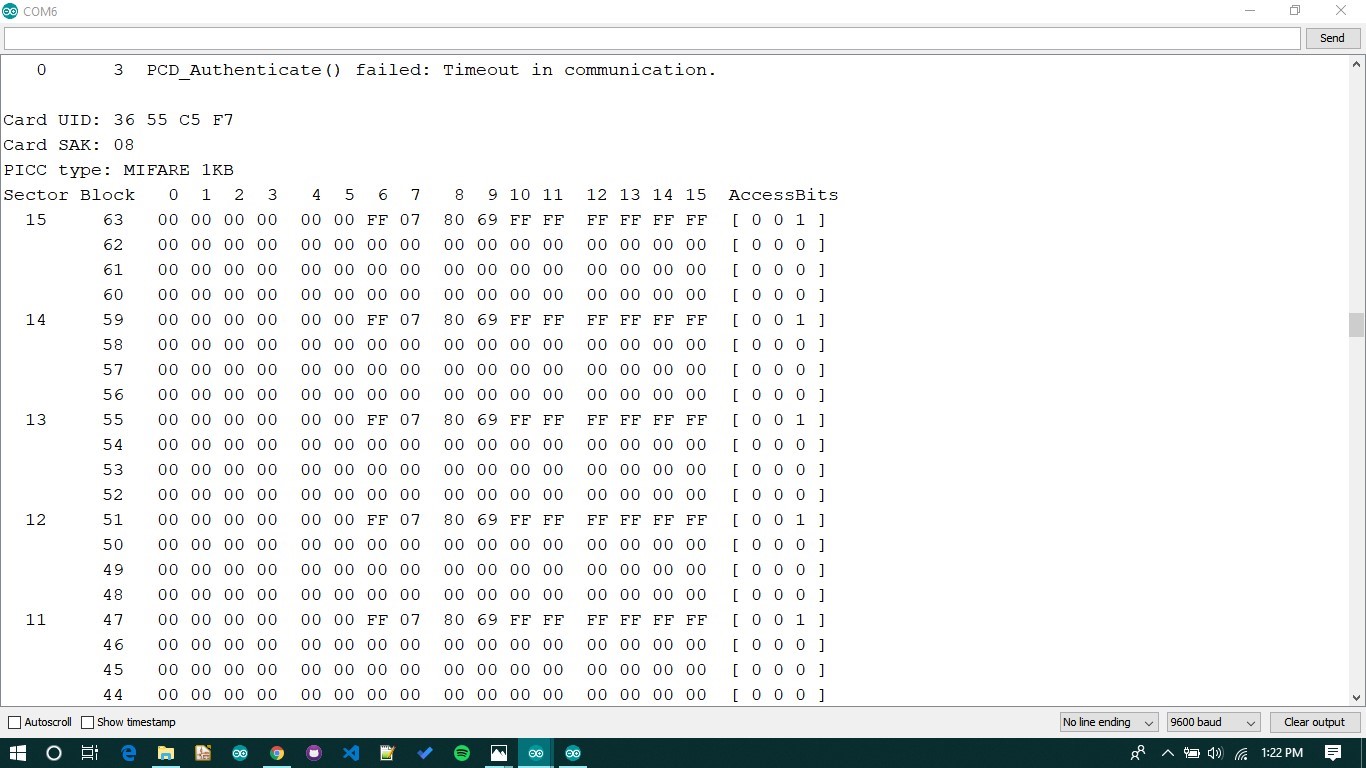 COM6
Send
0 3 PCD_Authenticate() failed: Timeout in communication.
Card UID: 36 55 C5 F7
Card SAK: 08
PICC type: MIFARE 1KB
Sector Block 0 1 2 3 4 5 6 7 8 9 10 11 12 13 14 15 AccessBits
15 63 00 00 00 00 00 00 FF 07 80 69 FF FF FF FF FF FF [ 0 0 1 ]
62 00 00 00 00 00 00 00 00 00 00 00 00 00 00 00 00 [ 0 0 0 ]
61 00 00 00 00 00 00 00 00 00 00 00 00 00 00 00 00 [ 0 0 0 ]
60 00 00 00 00 00 00 00 00 00 00 00 00 00 00 00 00 [ 0 0 0 ]
14 59 00 00 00 00 00 00 FF 07 80 69 FF FF FF FF FF FF [ 0 0 1 ]
58 00 00 00 00 00 00 00 00 00 00 00 00 00 00 00 00 [ 0 0 0 ]
57 00 00 00 00 00 00 00 00 00 00 00 00 00 00 00 00 [ 0 0 0 ]
56 00 00 00 00 00 00 00 00 00 00 00 00 00 00 00 00 [ 0 0 0 ]
13 55 00 00 00 00 00 00 FF 07 80 69 FF FF FF FF FF FF [ 0 0 1 ]
54 00 00 00 00 00 00 00 00 00 00 00 00 00 00 00 00 [ 0 0 0 ]
53 00 00 00 00 00 00 00 00 00 00 00 00 00 00 00 00 [ 0 0 0 ]
52 00 00 00 00 00 00 00 00 00 00 00 00 00 00 00 00 [ 0 0 0 ]
12 51 00 00 00 00 00 00 FF 07 80 69 FF FF FF FF FF FF [ 0 0 1 ]
50 00 00 00 00 00 00 00 00 00 00 00 00 00 00 00 00 [ 0 0 0 ]
49 00 00 00 00 00 00 00 00 00 00 00 00 00 00 00 00 [ 0 0 0 ]
48 00 00 00 00 00 00 00 00 00 00 00 00 00 00 00 00 [ 0 0 0 ]
11 47 00 00 00 00 00 00 FF 07 80 69 FF FF FF FF FF FF [ 0 0 1 ]
46 00 00 00 00 00 00 00 00 00 00 00 00 00 00 00 00 [ 0 0 0 ]
45 00 00 00 00 00 00 00 00 00 00 00 00 00 00 00 00 [ 0 0 0 ]
44 00 00 00 00 00 00 00 00 00 00 00 00 00 00 00 00 [ 0 0 0 ]
Autoscroll Show timestamp No line ending 9600 baud Clear output
1:22 PM